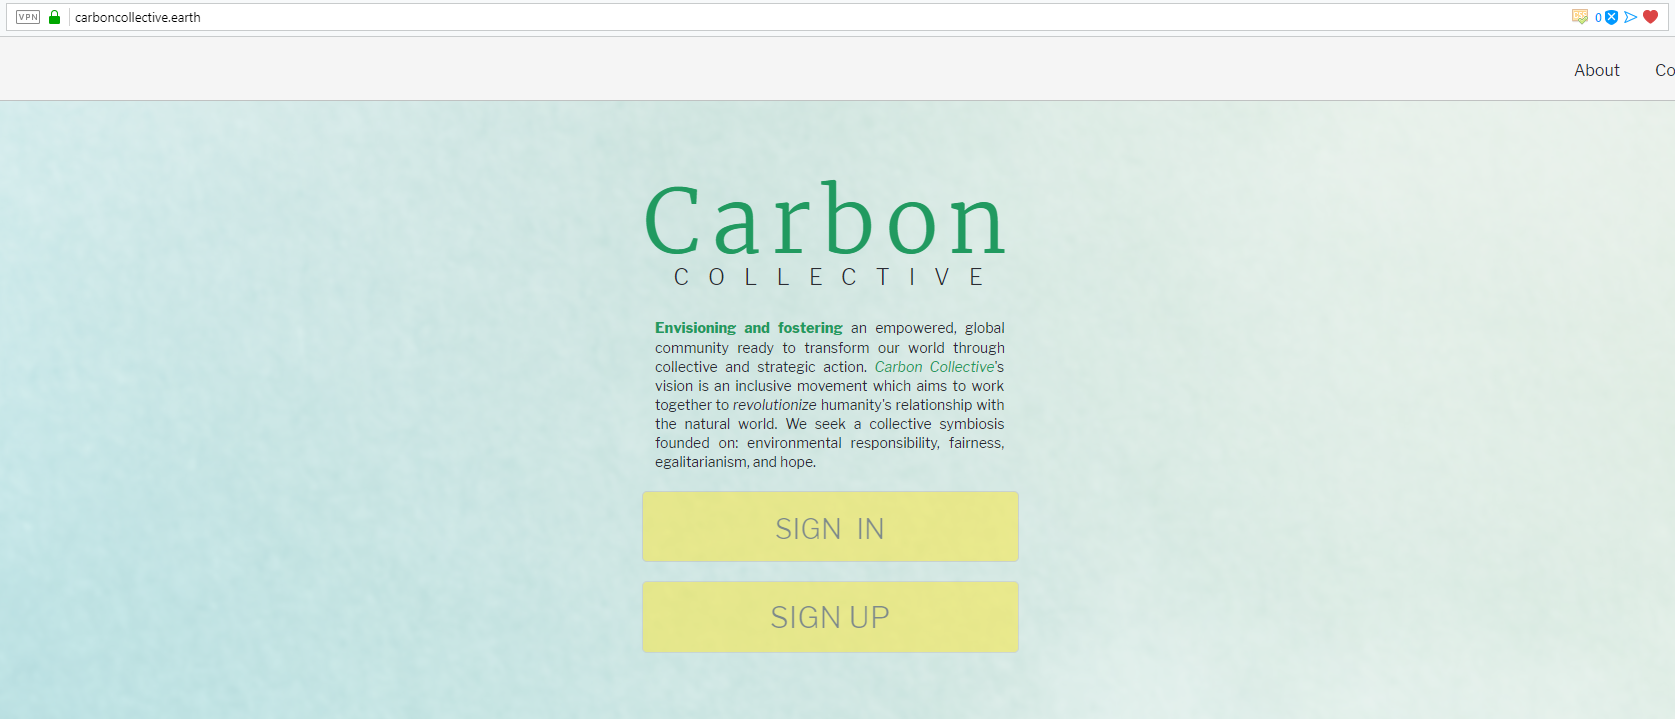 VPN carboncollective.earth 0
About Co
Carbon
COLLECTIVE
Envisioning and fostering an empowered, global
community ready to transform our world through
collective and strategic action. Carbon Collective's
vision is an inclusive movement which aims to work
together to revolutionize humanity's relationship with
the natural world. We seek a collective symbiosis
founded on: environmental responsibility, fairness,
egalitarianism, and hope.
SIGN IN
SIGN UP